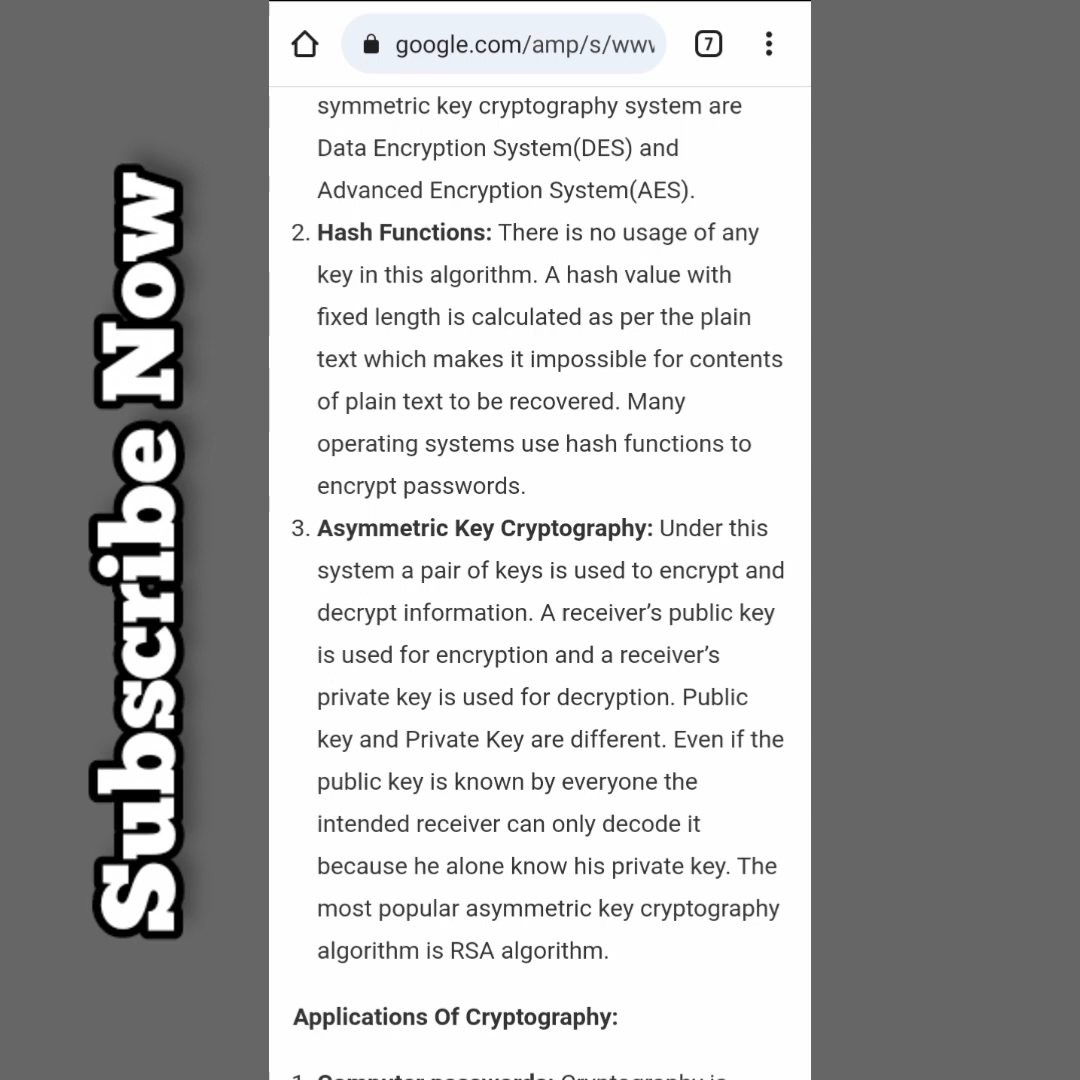 Subscribe Now
google.com/amp/s/www
7
symmetric key cryptography system are
Data Encryption System(DES) and
Advanced Encryption System(AES).
2. Hash Functions: There is no usage of any
key in this algorithm. A hash value with
fixed length is calculated as per the plain
text which makes it impossible for contents
of plain text to be recovered. Many
operating systems use hash functions to
encrypt passwords.
3. Asymmetric Key Cryptography: Under this
system a pair of keys is used to encrypt and
decrypt information. A receiver’s public key
is used for encryption and a receiver’s
private key is used for decryption. Public
key and Private Key are different. Even if the
public key is known by everyone the
intended receiver can only decode it
because he alone know his private key. The
most popular asymmetric key cryptography
algorithm is RSA algorithm.
Applications Of Cryptography:
1. Computer passwords: Cryptography is